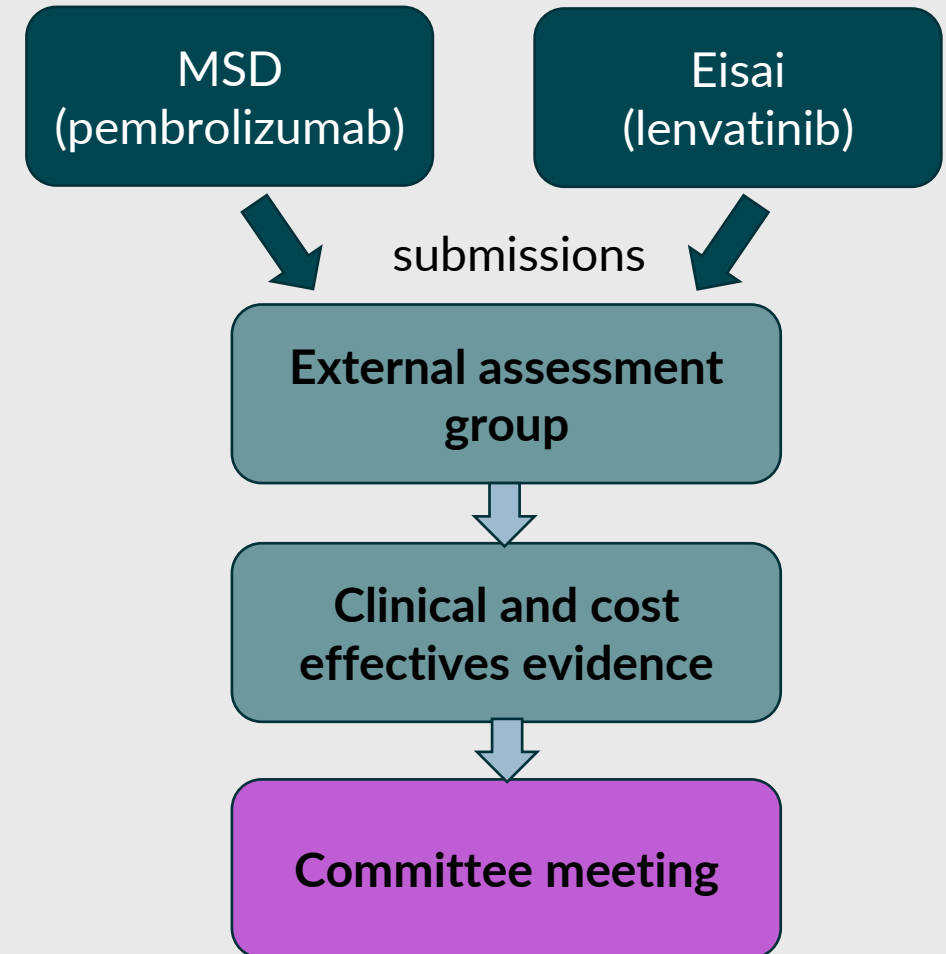 MSD
(pembrolizumab)
Eisai
(lenvatinib)
submissions
External assessment
group
Clinical and cost
effectives evidence
Committee meeting